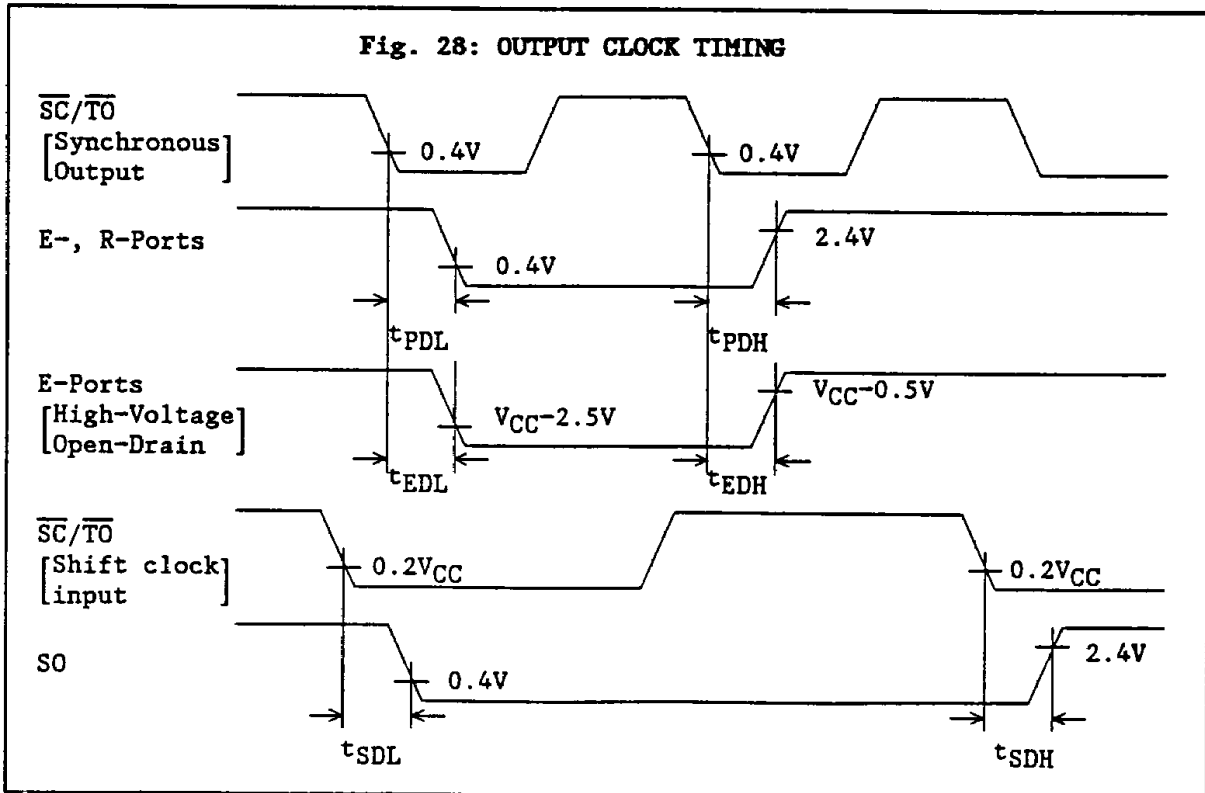 Fig. 28: OUTPUT CLOCK TIMING
SC/TO
[Synchronous
Output]
0.4V
0.4V
E-, R-Ports
0.4V
2.4V
tPDL
tPDH
E-Ports
[High-Voltage
Open-Drain]
VCC-2.5V
VCC-0.5V
tEDL
tEDH
SC/TO
[Shift clock
input]
0.2VCC
0.2VCC
SO
0.4V
2.4V
tSDL
tSDH